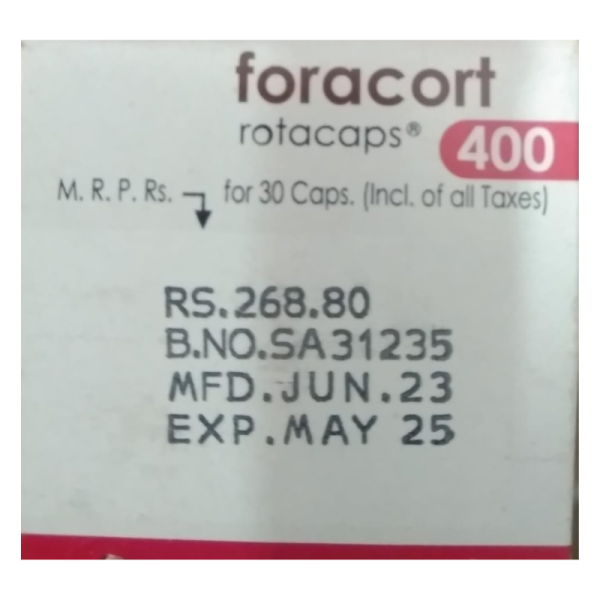 foracort
rotacaps® 400
M. R. P. Rs. for 30 Caps. (Incl. of all Taxes)
RS.268.80
B.NO.SA31235
MFD.JUN.23
EXP.MAY 25